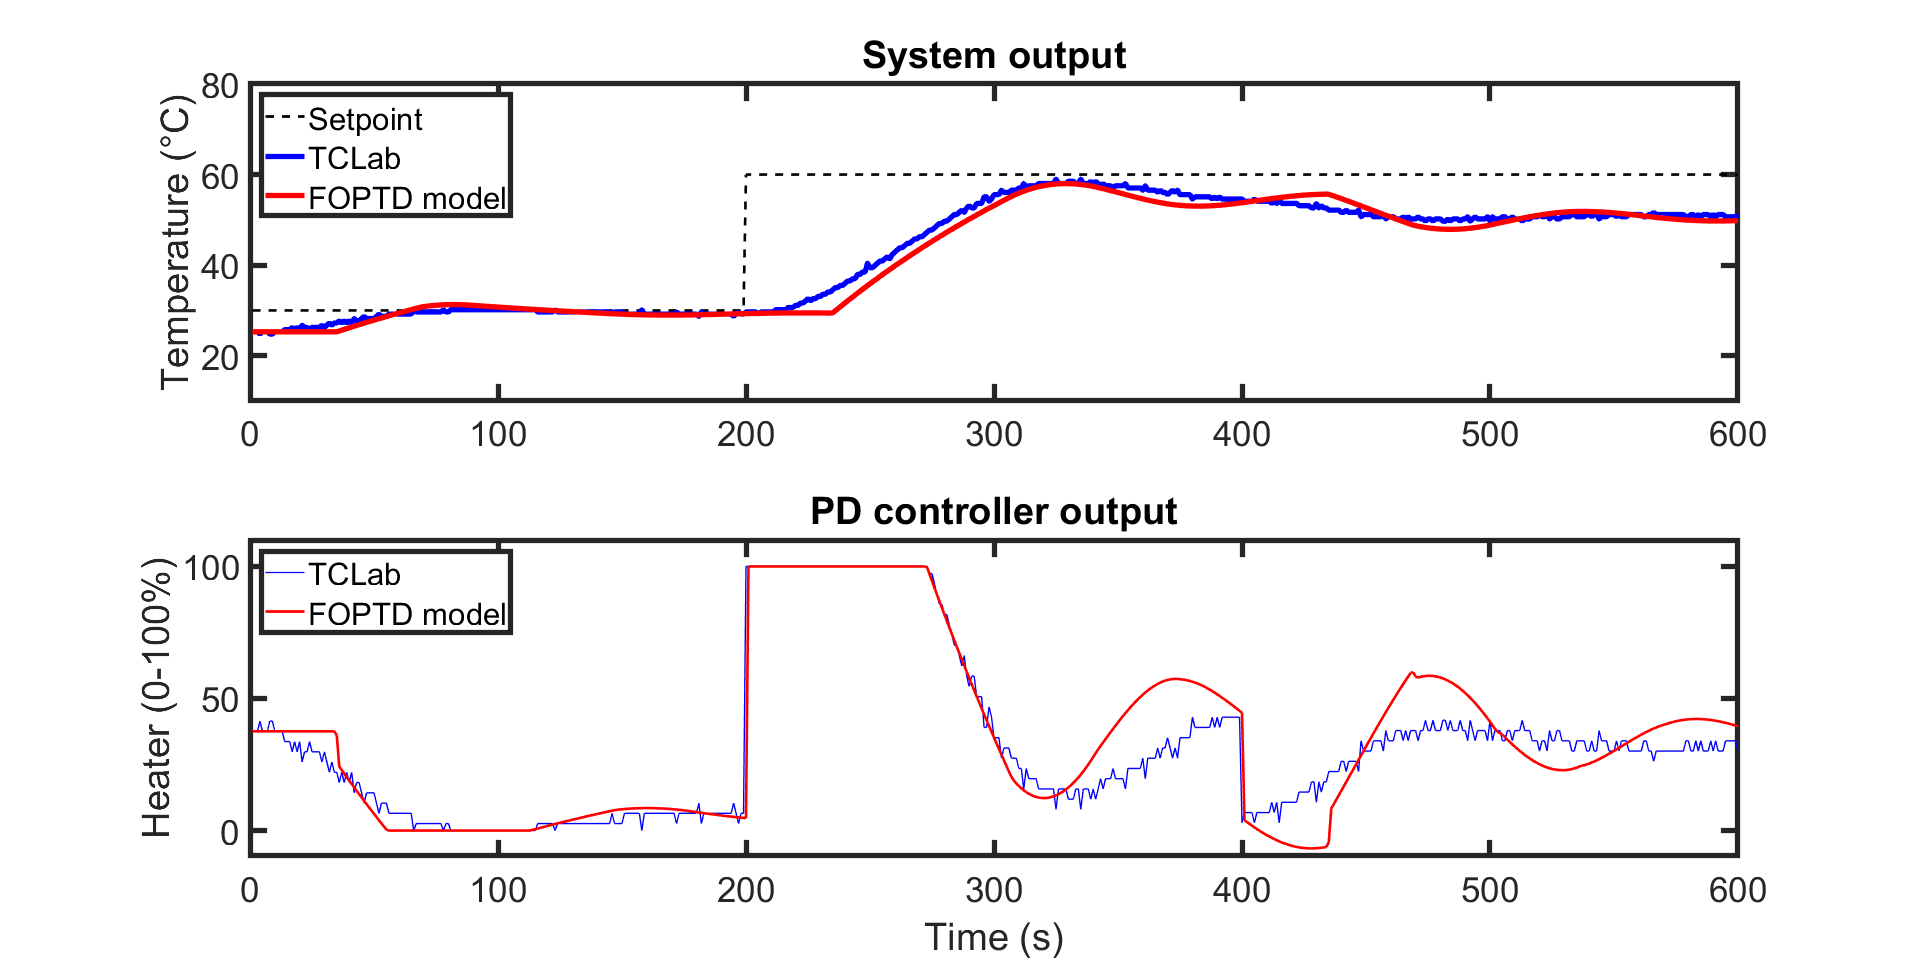 System output
Temperature (°C)
80
60
40
20
Setpoint
TCLab
FOPTD model
0 100 200 300 400 500 600
PD controller output
Heater (0-100%)
100
50
0
TCLab
FOPTD model
0 100 200 300 400 500 600
Time (s)